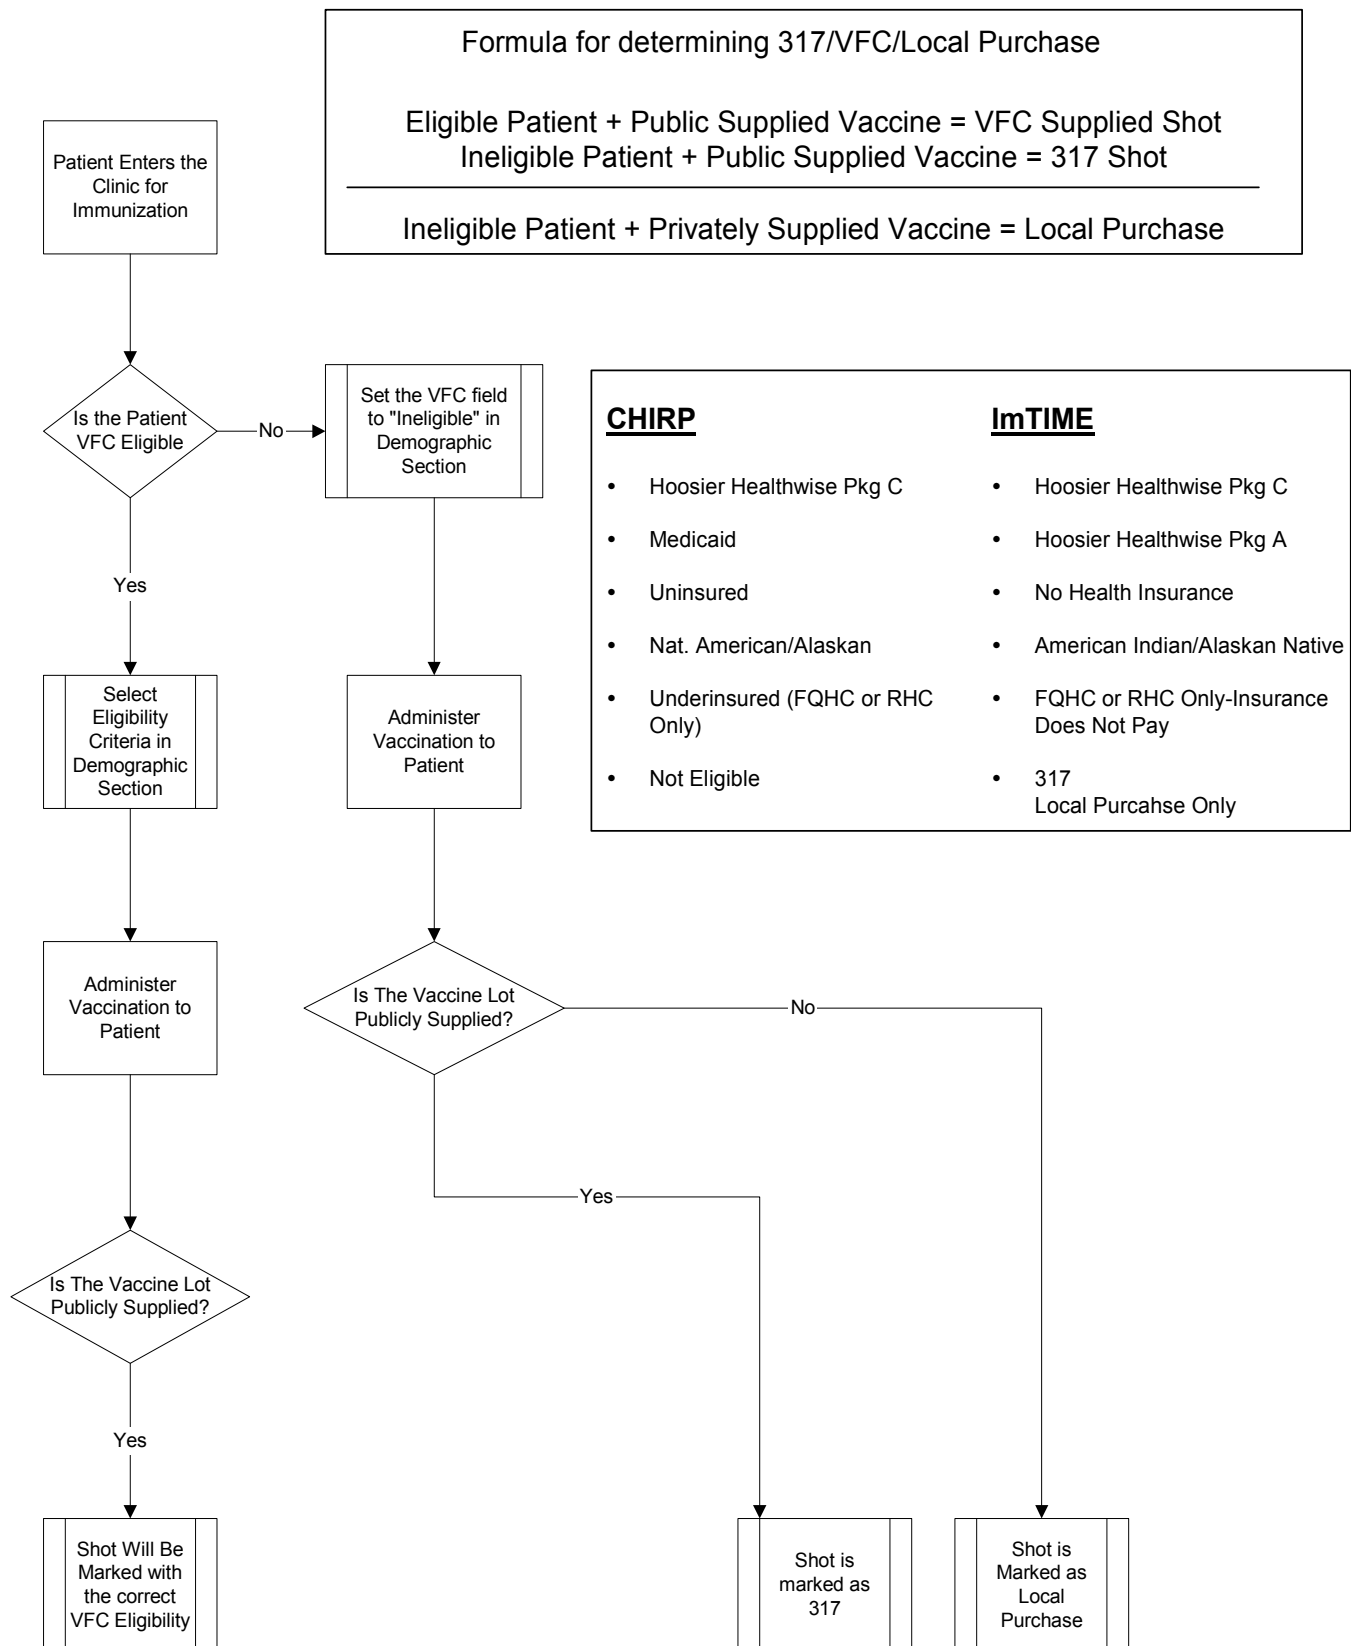 Formula for determining 317/VFC/Local Purchase
Eligible Patient + Public Supplied Vaccine = VFC Supplied Shot
Ineligible Patient + Public Supplied Vaccine = 317 Shot
Ineligible Patient + Privately Supplied Vaccine = Local Purchase
Patient Enters the
Clinic for
Immunization
Is the Patient
VFC Eligible
No
Set the VFC field
to "Ineligible" in
Demographic
Section
Yes
Select
Eligibility
Criteria in
Demographic
Section
Administer
Vaccination to
Patient
CHIRP
• Hoosier Healthwise Pkg C
• Medicaid
• Uninsured
• Nat. American/Alaskan
• Underinsured (FQHC or RHC
Only)
• Not Eligible
ImTIME
• Hoosier Healthwise Pkg C
• Hoosier Healthwise Pkg A
• No Health Insurance
• American Indian/Alaskan Native
• FQHC or RHC Only-Insurance
Does Not Pay
• 317
Local Purcahse Only
Administer
Vaccination to
Patient
Is The Vaccine Lot
Publicly Supplied?
No
Yes
Is The Vaccine Lot
Publicly Supplied?
Yes
Shot Will Be
Marked with
the correct
VFC Eligibility
Shot is
marked as
317
Shot is
Marked as
Local
Purchase